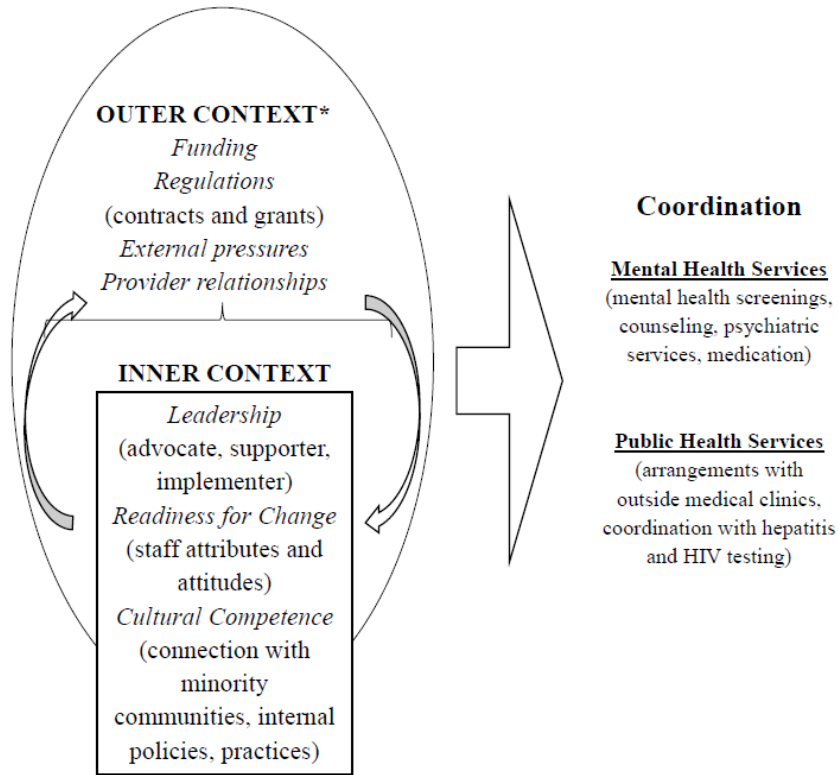 OUTER CONTEXT*
Funding
Regulations
(contracts and grants)
External pressures
Provider relationships
INNER CONTEXT
Leadership
(advocate, supporter,
implementer)
Readiness for Change
(staff attributes and
attitudes)
Cultural Competence
(connection with
minority
communities, internal
policies, practices)
Coordination
Mental Health Services
(mental health screenings,
counseling, psychiatric
services, medication)
Public Health Services
(arrangements with
outside medical clinics,
coordination with hepatitis
and HIV testing)